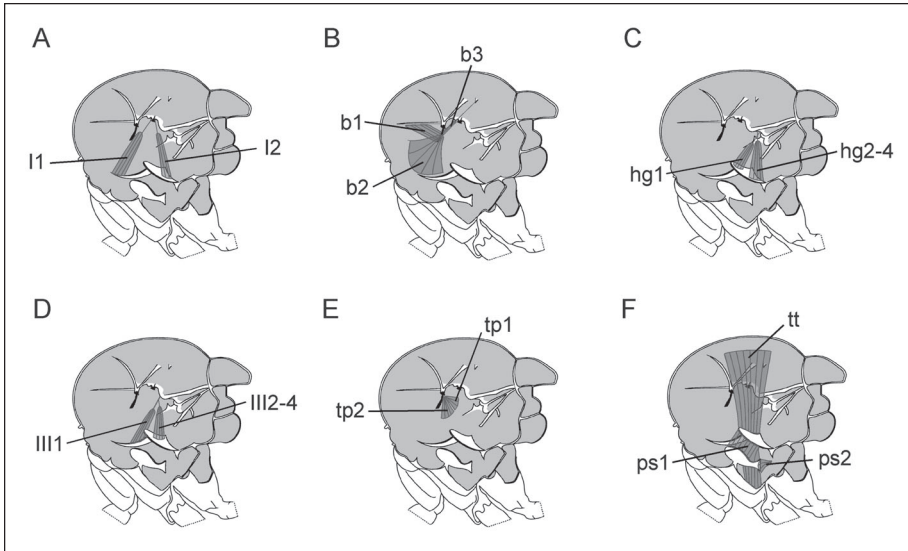 A
B
C
b3
b1
I1
I2
hg2-4
hg1
b2
D
E
F
tt
tp1
III2-4
tp2
III1
ps1
ps2